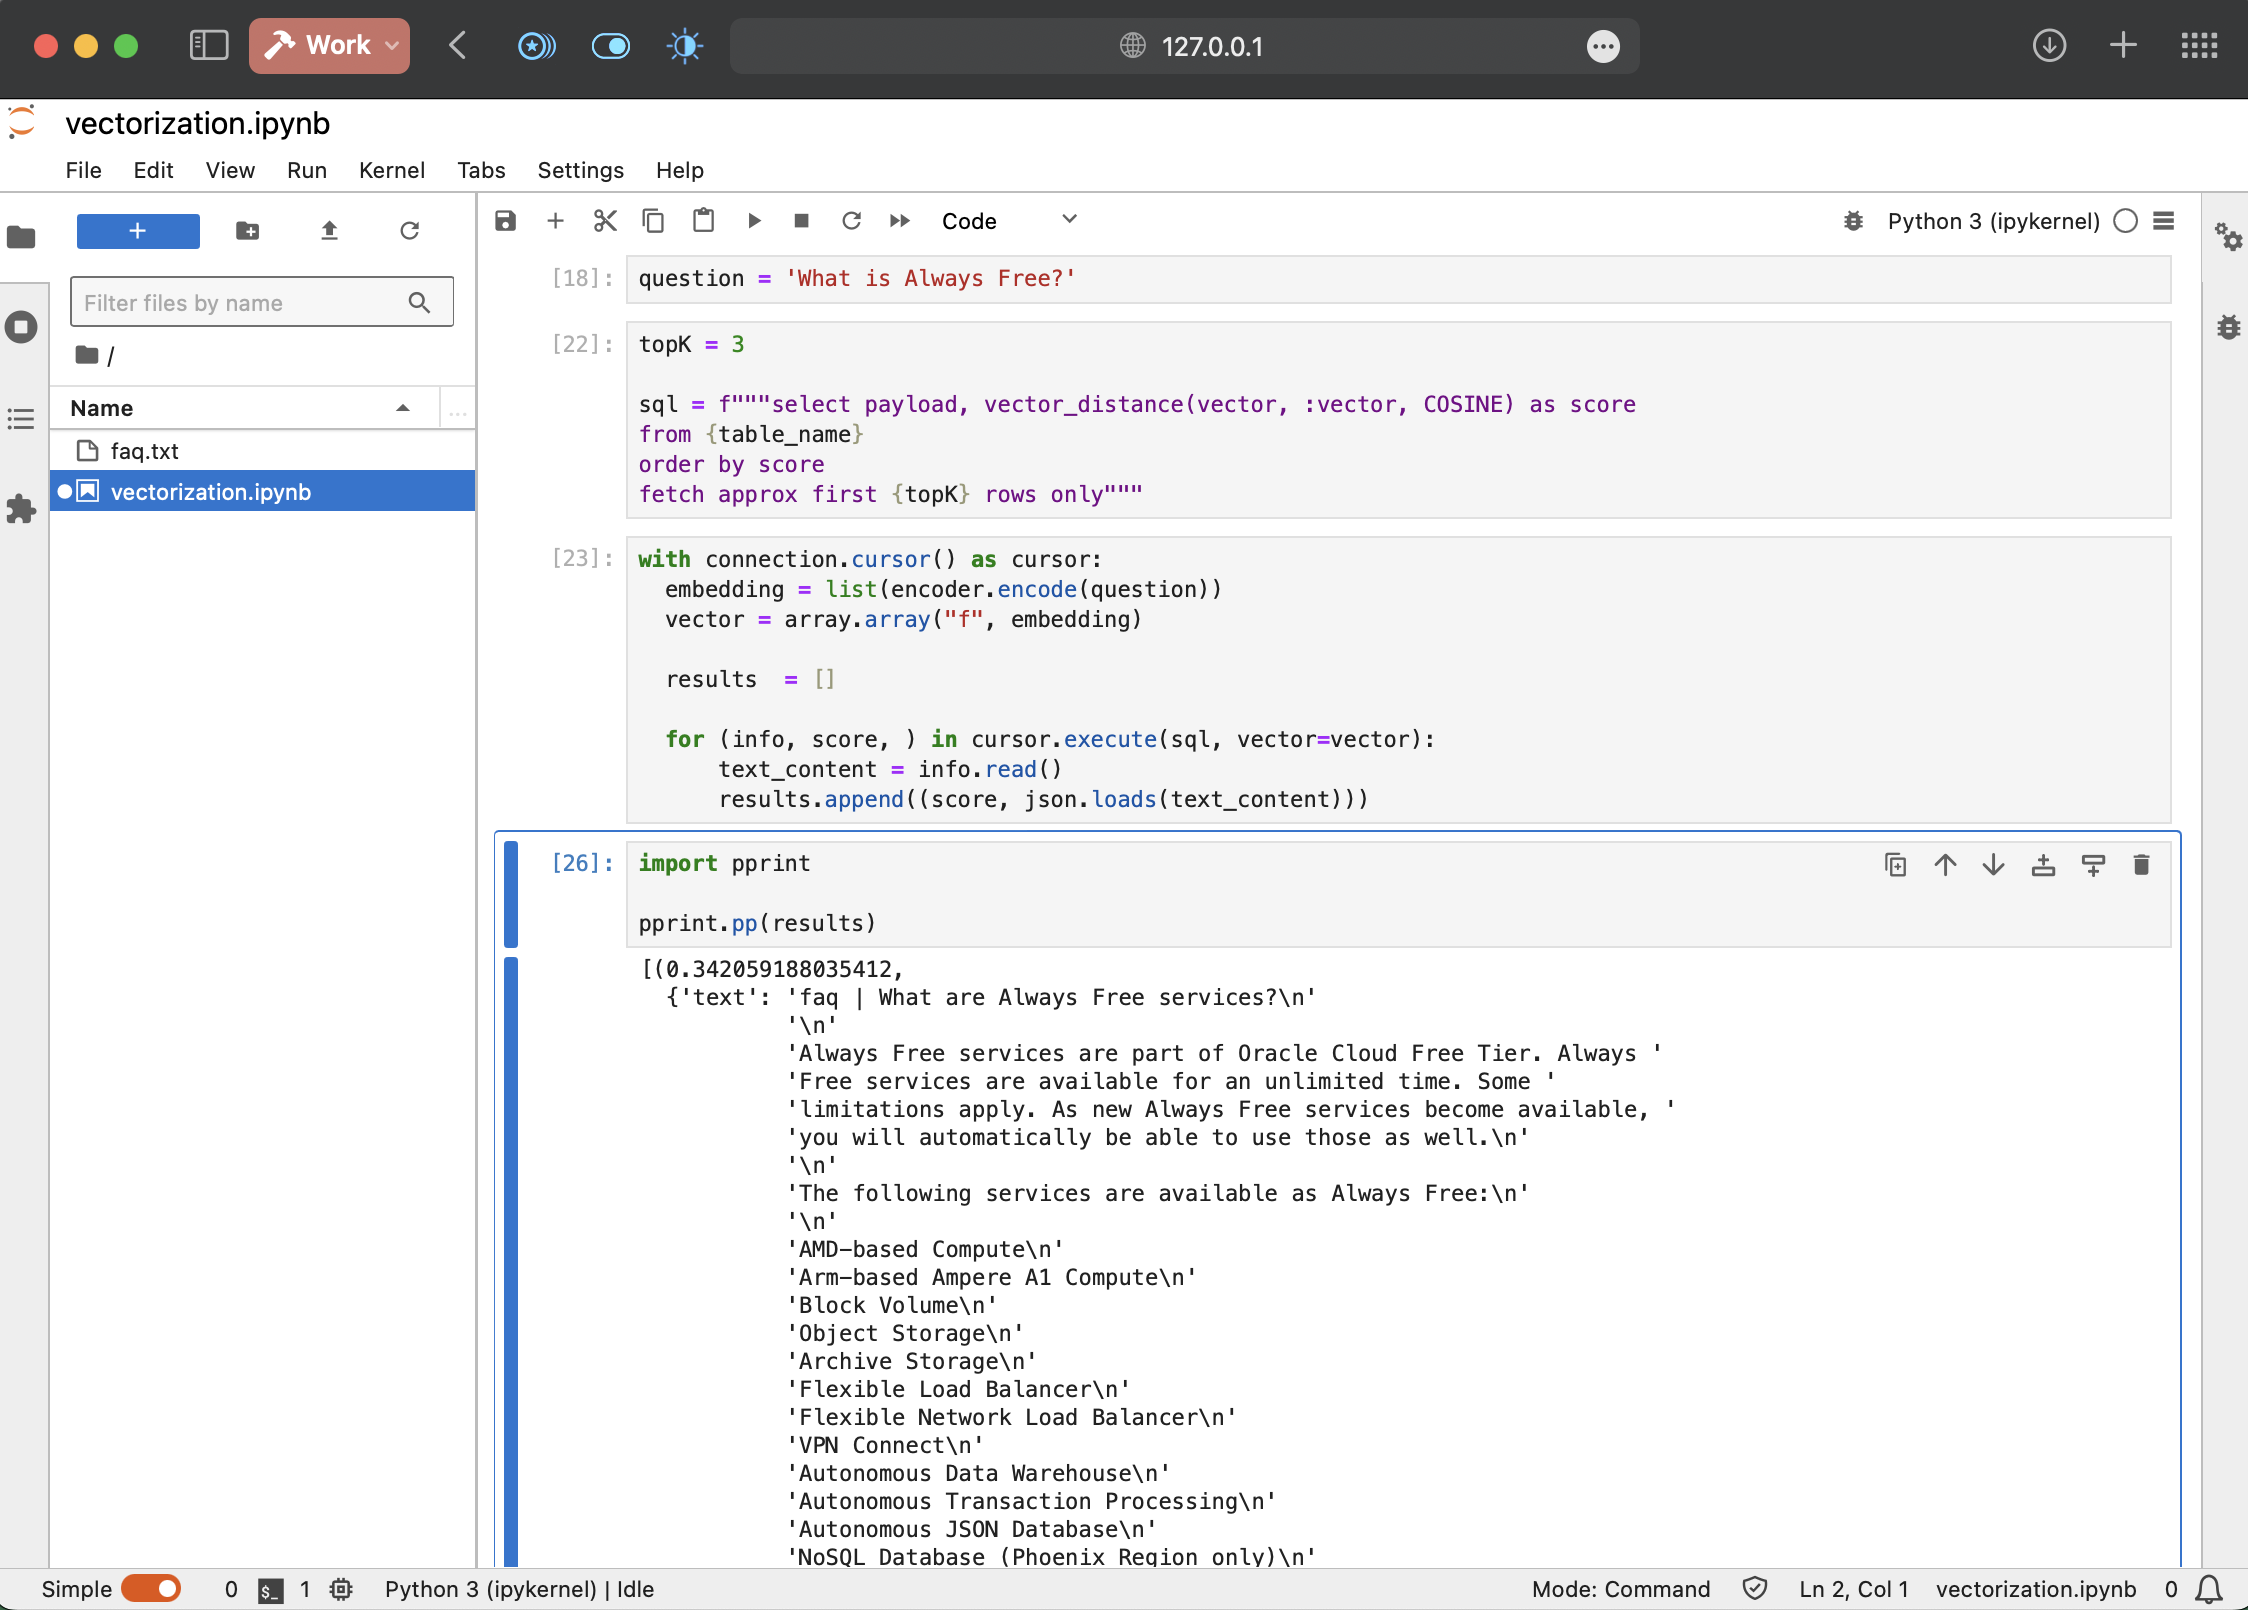 Work
127.0.0.1
vectorization.ipynb
File Edit View Run Kernel Tabs Settings Help
Code
Python 3 (ipykernel)
Filter files by name
/
Name
...
faq.txt
vectorization.ipynb
[18]:
question = 'What is Always Free?'
[22]:
topK = 3
sql = f"""select payload, vector_distance(vector, :vector, COSINE) as score
from {table_name}
order by score
fetch approx first {topK} rows only"""
[23]:
with connection.cursor() as cursor:
  embedding = list(encoder.encode(question))
  vector = array.array("f", embedding)
  results  = []
  for (info, score, ) in cursor.execute(sql, vector=vector):
      text_content = info.read()
      results.append((score, json.loads(text_content)))
[26]:
import pprint
pprint.pp(results)
[(0.342059188035412,
  {'text': 'faq | What are Always Free services?\n'
           '\n'
           'Always Free services are part of Oracle Cloud Free Tier. Always '
           'Free services are available for an unlimited time. Some '
           'limitations apply. As new Always Free services become available, '
           'you will automatically be able to use those as well.\n'
           '\n'
           'The following services are available as Always Free:\n'
           '\n'
           'AMD-based Compute\n'
           'Arm-based Ampere A1 Compute\n'
           'Block Volume\n'
           'Object Storage\n'
           'Archive Storage\n'
           'Flexible Load Balancer\n'
           'Flexible Network Load Balancer\n'
           'VPN Connect\n'
           'Autonomous Data Warehouse\n'
           'Autonomous Transaction Processing\n'
           'Autonomous JSON Database\n'
           'NoSQL Database (Phoenix Region only)\n'
Simple 0 $_ 1 Python 3 (ipykernel) | Idle Mode: Command Ln 2, Col 1 vectorization.ipynb 0